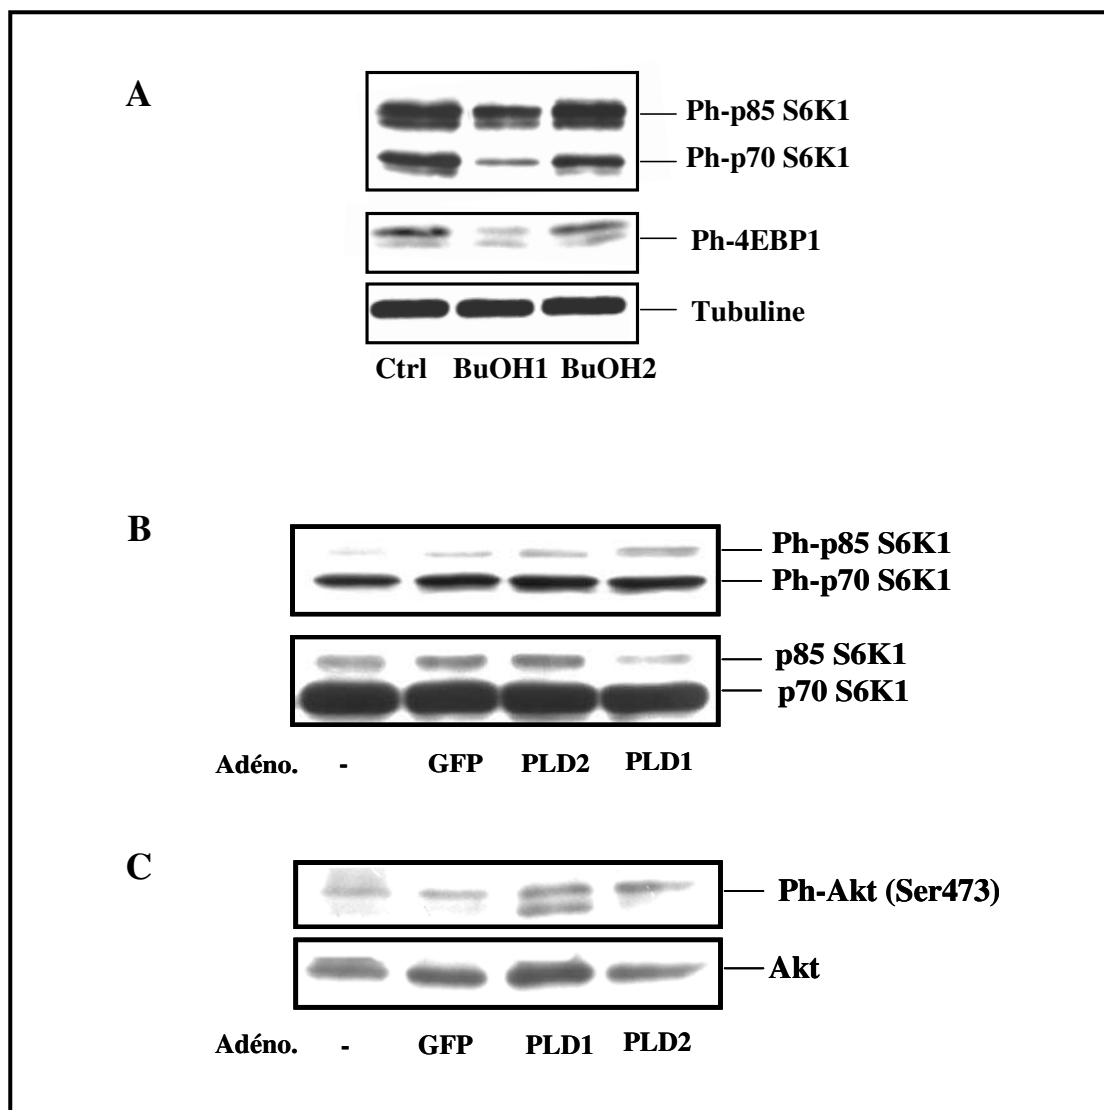 A
Ph-p85 S6K1
Ph-p70 S6K1
Ph-4EBP1
Tubuline
Ctrl BuOH1 BuOH2
B
Ph-p85 S6K1
Ph-p70 S6K1
p85 S6K1
p70 S6K1
Adéno. - GFP PLD2 PLD1
C
Ph-Akt (Ser473)
Akt
Adéno. - GFP PLD1 PLD2